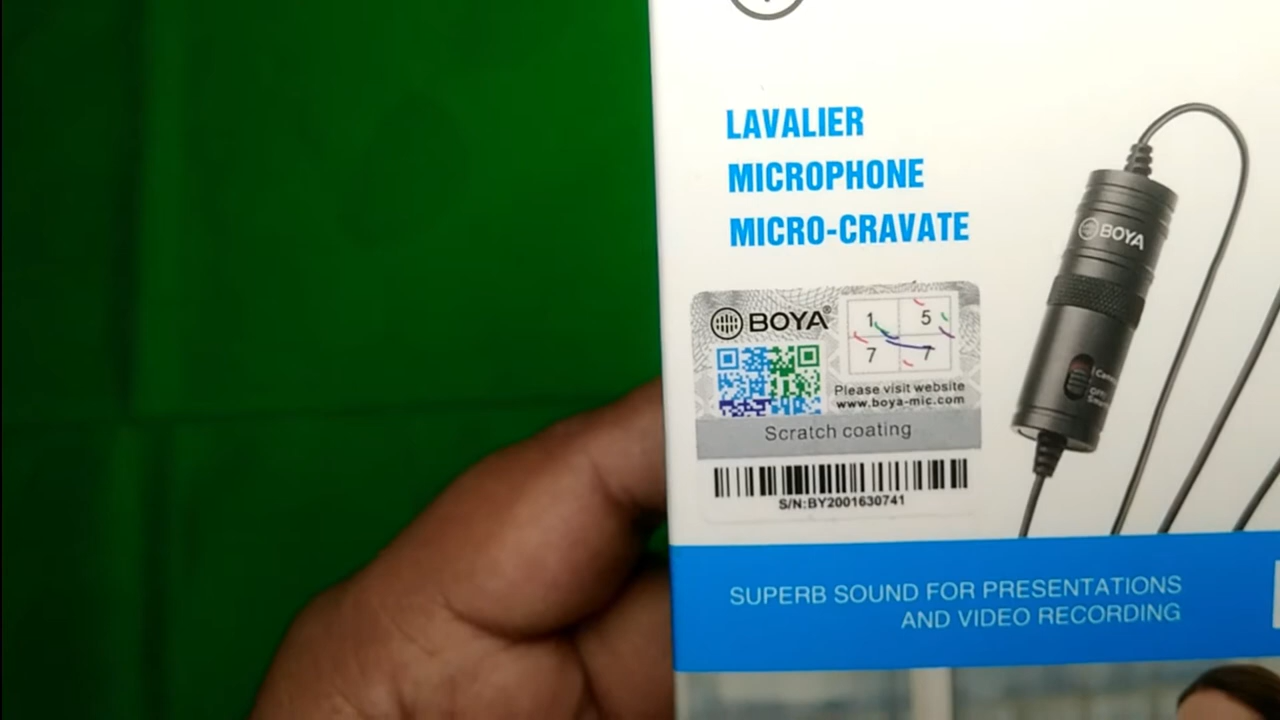 LAVALIER
MICROPHONE
MICRO-CRAVATE
BOYA
BOYA®
1 5
7 7
Please visit website
www.boya-mic.com
Scratch coating
S/N:BY2001630741
SUPERB SOUND FOR PRESENTATIONS
AND VIDEO RECORDING